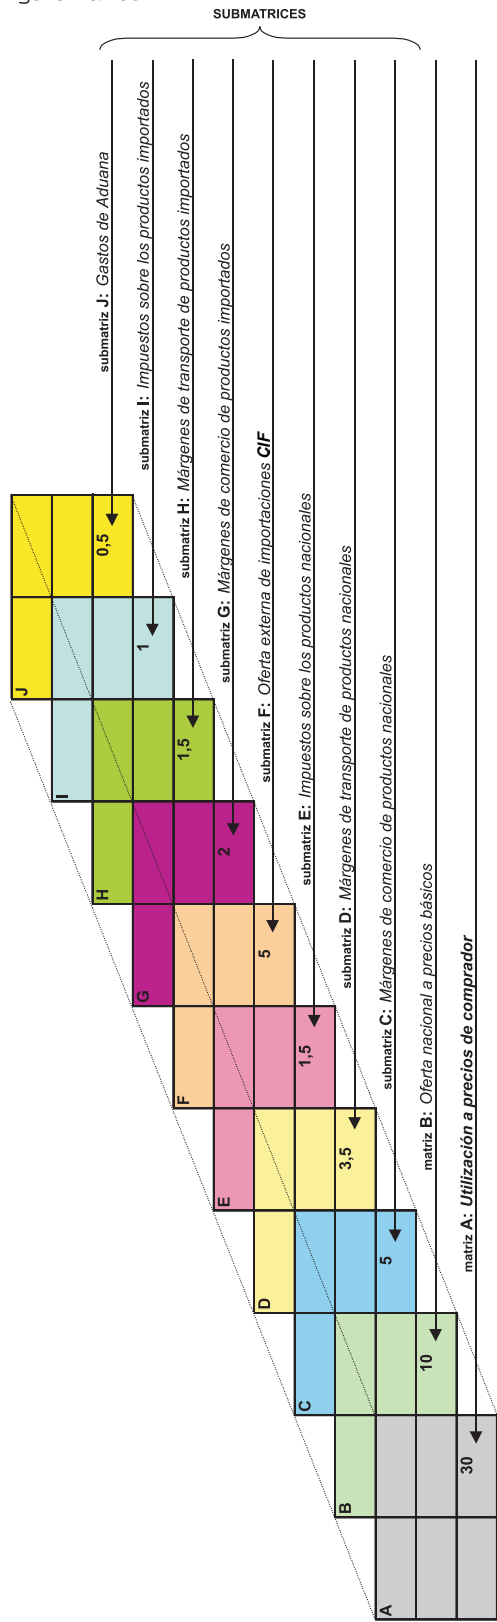 SUBMATRICES
submatriz J: Gastos de Aduana
submatriz I: Impuestos sobre los productos importados
submatriz H: Márgenes de transporte de productos importados
submatriz G: Márgenes de comercio de productos importados
submatriz F: Oferta externa de importaciones CIF
submatriz E: Impuestos sobre los productos nacionales
submatriz D: Márgenes de transporte de productos nacionales
submatriz C: Márgenes de comercio de productos nacionales
matriz B: Oferta nacional a precios básicos
matriz A: Utilización a precios de comprador
J
0,5
I
1
H
1,5
G
2
F
5
E
1,5
D
3,5
C
5
B
10
A
30